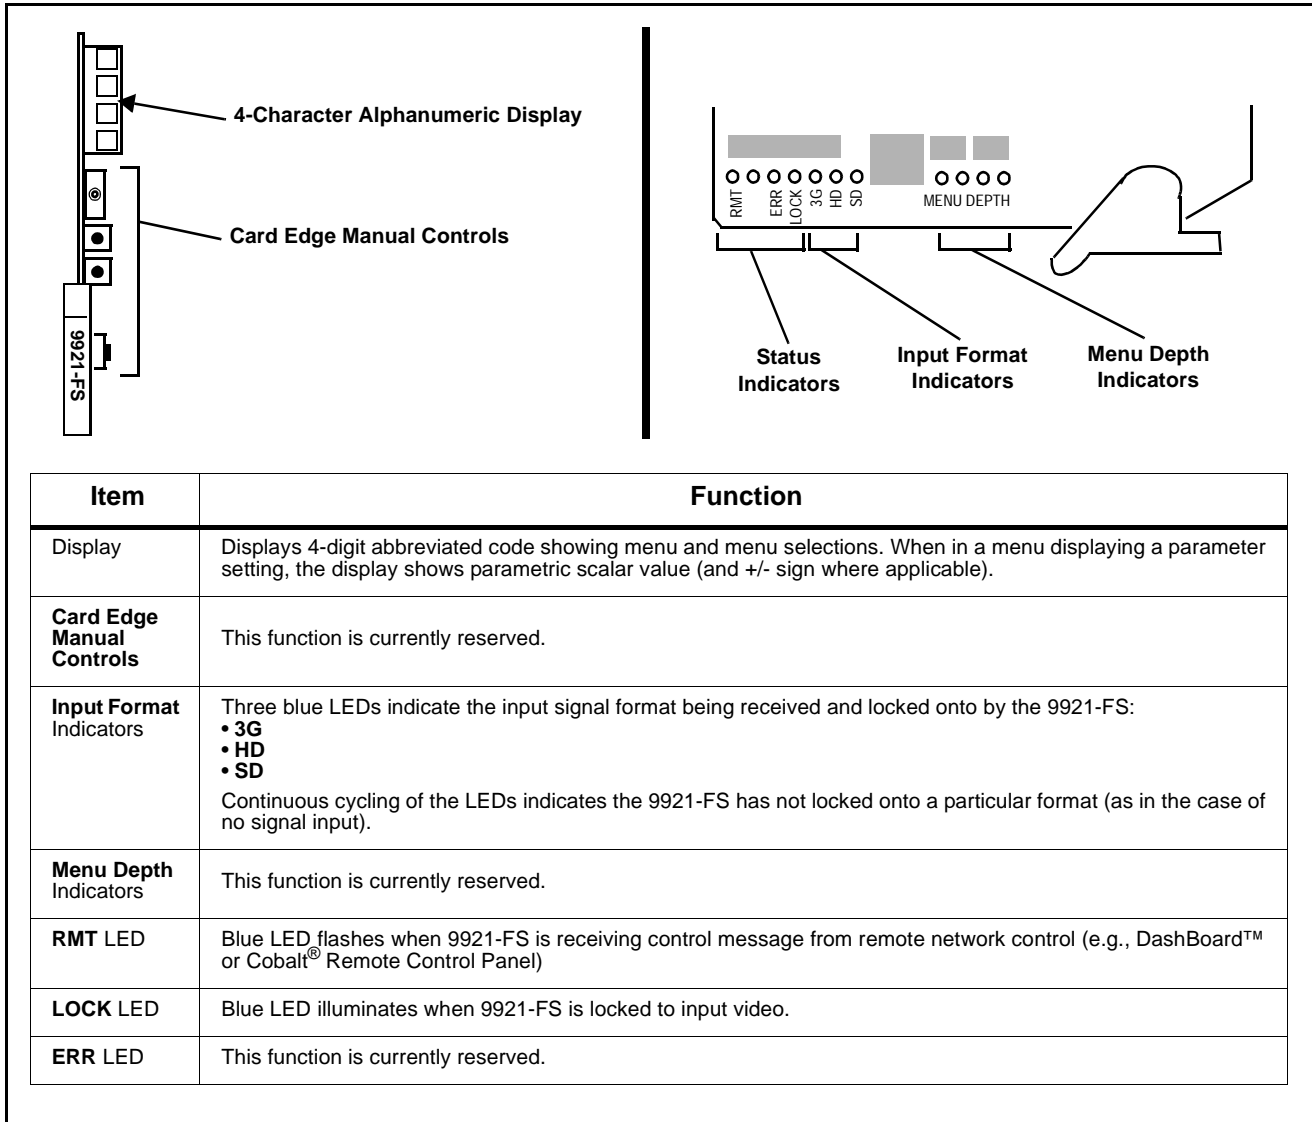 4-Character Alphanumeric Display
Card Edge Manual Controls
9921-FS
RMT
ERR
LOCK
3G
HD
SD
MENU DEPTH
Status
Indicators
Input Format
Indicators
Menu Depth
Indicators
Item
Function
Display
Displays 4-digit abbreviated code showing menu and menu selections. When in a menu displaying a parameter
setting, the display shows parametric scalar value (and +/- sign where applicable).
Card Edge
Manual
Controls
This function is currently reserved.
Input Format
Indicators
Three blue LEDs indicate the input signal format being received and locked onto by the 9921-FS:
• 3G
• HD
• SD
Continuous cycling of the LEDs indicates the 9921-FS has not locked onto a particular format (as in the case of
no signal input).
Menu Depth
Indicators
This function is currently reserved.
RMT LED
Blue LED flashes when 9921-FS is receiving control message from remote network control (e.g., DashBoard™
or Cobalt® Remote Control Panel)
LOCK LED
Blue LED illuminates when 9921-FS is locked to input video.
ERR LED
This function is currently reserved.